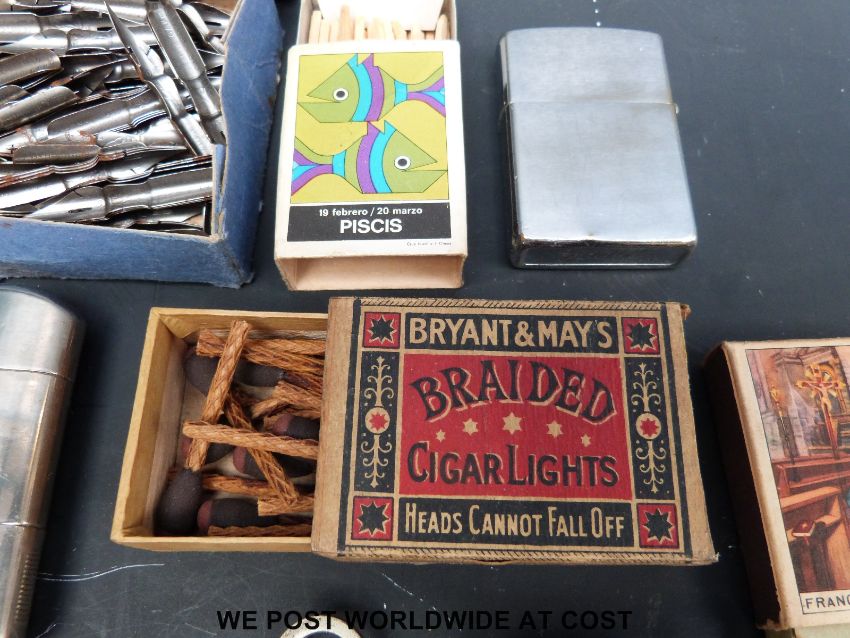 19 febrero / 20 marzo
PISCIS
BRYANT & MAY'S
BRAIDED
CIGAR LIGHTS
HEADS CANNOT FALL OFF
FRANC
WE POST WORLDWIDE AT COST